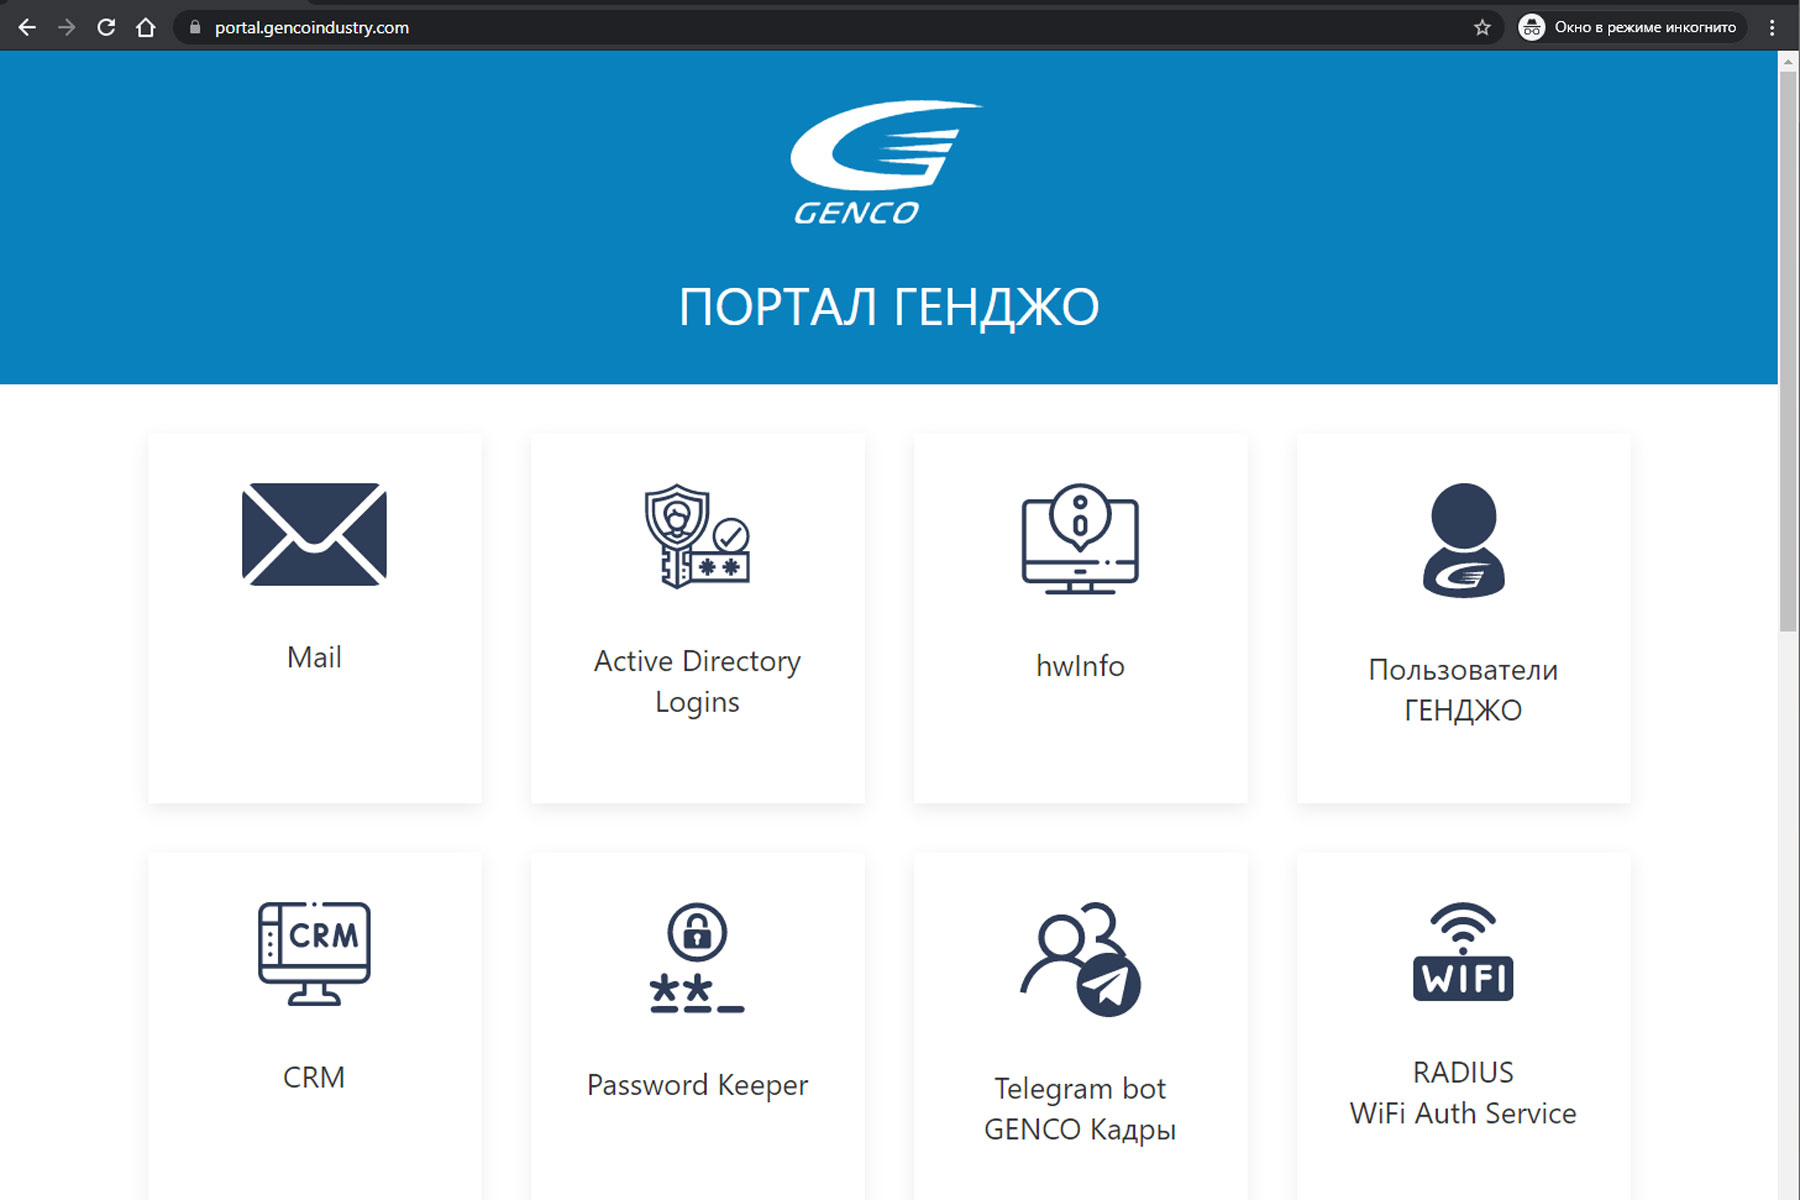 portal.gencoindustry.com
Окно в режиме инкогнито
GENCO
ПОРТАЛ ГЕНДЖО
Mail
Active Directory
Logins
hwInfo
Пользователи
ГЕНДЖО
CRM
CRM
**_
Password Keeper
Telegram bot
GENCO Кадры
WIFI
RADIUS
WiFi Auth Service